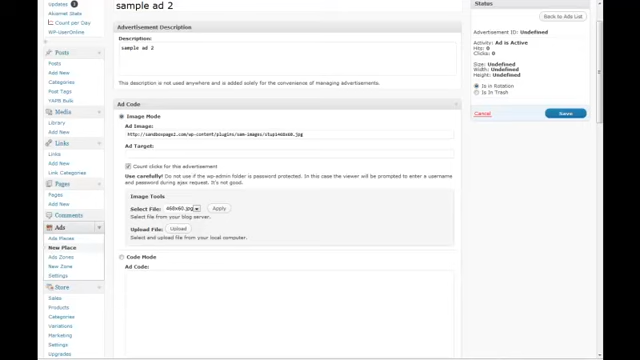 Updates 1
Akismet Stats
Count per Day
WP-UserOnline
Posts
Posts
Add New
Categories
Post Tags
YARR Bulk
Media
Library
Add New
Links
Links
Add New
Link Categories
Pages
Pages
Add New
Comments
Ads
Ads Places
New Place
Ads Zones
New Zone
Settings
Store
Sales
Products
Categories
Variations
Marketing
Settings
Upgrades
sample ad 2
Advertisement Description
Description:
sample ad 2
This description is not used anywhere and is added solely for the convenience of managing advertisements.
Ad Code
Image Mode
Ad Image:
Ad Target:
Count clicks for this advertisement
Use carefully! Do not use if the wp-admin folder is password protected. In this case the viewer will be prompted to enter a username
and password during ajax request. It's not good.
Image Tools
Select File: 468x60.jpg Apply
Select file from your blog server.
Upload File: Upload
Select and upload file from your local computer.
Code Mode
Ad Code:
Status
Back to Ads List
Advertisement ID: Undefined
Activity: Ad is Active
Hits: 0
Clicks: 0
Size: Undefined
Width: Undefined
Height: Undefined
Is in Rotation
Is in Trash
Cancel Save